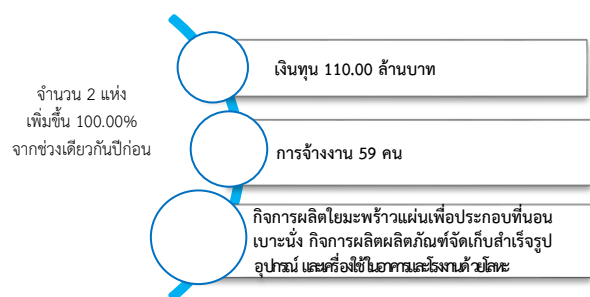 จำนวน 2 แห่ง
เพิ่มขึ้น 100.00%
จากช่วงเดียวกันปีก่อน
เงินทุน 110.00 ล้านบาท
การจ้างงาน 59 คน
กิจการผลิตใยมะพร้าวแผ่นเพื่อประกอบที่นอน
เบาะนั่ง กิจการผลิตผลิตภัณฑ์จัดเก็บสำเร็จรูป
อุปกรณ์ และเครื่องใช้ในอาคารและโรงงานด้วยโลหะ